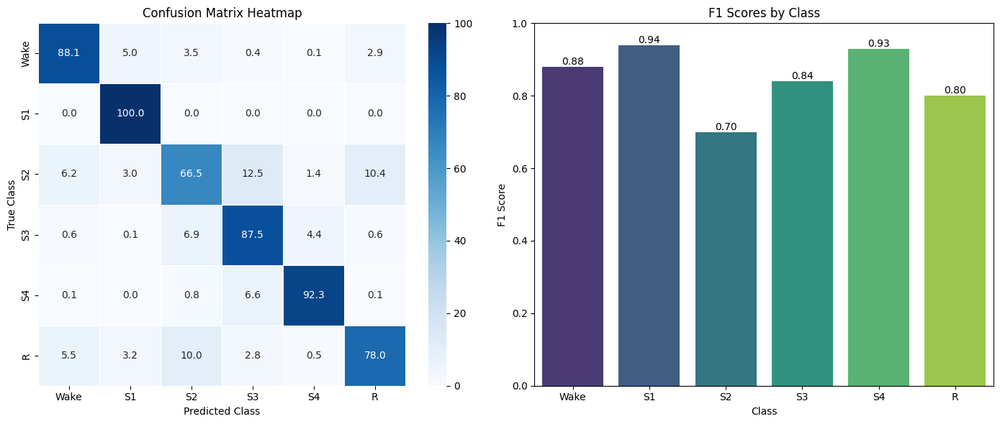 Confusion Matrix Heatmap
True Class
Wake 88.1 5.0 3.5 0.4 0.1 2.9
S1 0.0 100.0 0.0 0.0 0.0 0.0
S2 6.2 3.0 66.5 12.5 1.4 10.4
S3 0.6 0.1 6.9 87.5 4.4 0.6
S4 0.1 0.0 0.8 6.6 92.3 0.1
R 5.5 3.2 10.0 2.8 0.5 78.0
Wake S1 S2 S3 S4 R
Predicted Class
100
80
60
40
20
0
F1 Scores by Class
F1 Score
1.0
0.8
0.6
0.4
0.2
0.0
0.88 0.94 0.70 0.84 0.93 0.80
Wake S1 S2 S3 S4 R
Class